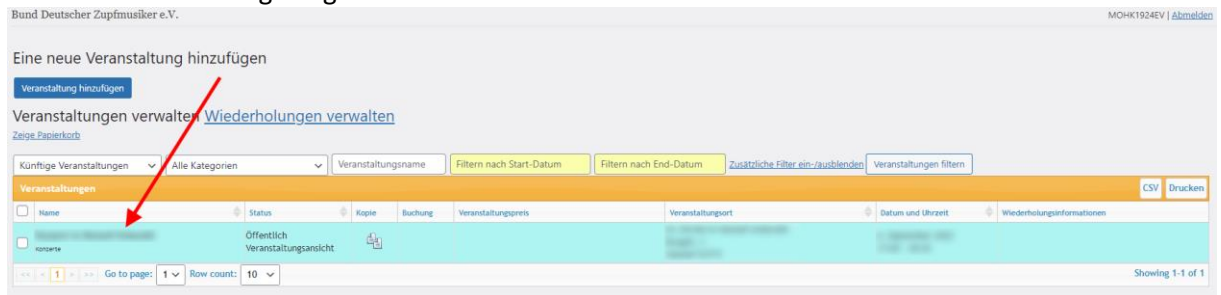 Bund Deutscher Zupfmusiker e.V. MOHK1924EV | Abmelden
Eine neue Veranstaltung hinzufügen
Veranstaltung hinzufügen
Veranstaltungen verwalten Wiederholungen verwalten
Zeige Papierkorb
Künftige Veranstaltungen Alle Kategorien Veranstaltungsname Filtern nach Start-Datum Filtern nach End-Datum Zusätzliche Filter ein-/ausblenden Veranstaltungen filtern
Veranstaltungen CSV Drucken
Name Status Kopie Buchung Veranstaltungspreis Veranstaltungsort Datum und Uhrzeit Wiederholungsinformationen
Öffentlich
Konzerte Veranstaltungsansicht
<< < 1 > >> Go to page: 1 Row count: 10 Showing 1-1 of 1